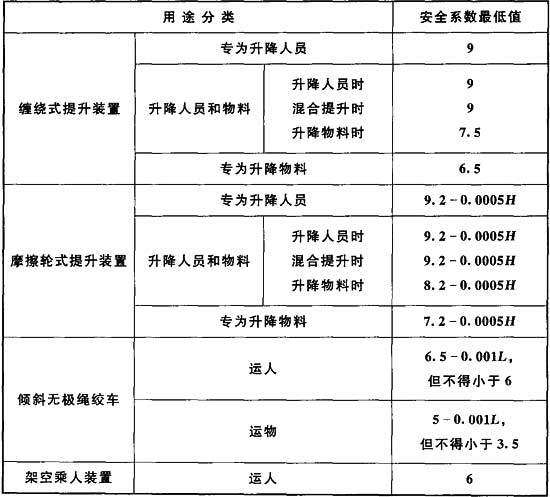 用途分类 安全系数最低值
缠绕式提升装置 专为升降人员 9
升降人员和物料 升降人员时 9
混合提升时 9
升降物料时 7.5
专为升降物料 6.5
摩擦轮式提升装置 专为升降人员 9.2-0.0005H
升降人员和物料 升降人员时 9.2-0.0005H
混合提升时 9.2-0.0005H
升降物料时 8.2-0.0005H
专为升降物料 7.2-0.0005H
倾斜无极绳绞车 运人 6.5-0.001L,
但不得小于6
运物 5-0.001L,
但不得小于3.5
架空乘人装置 运人 6